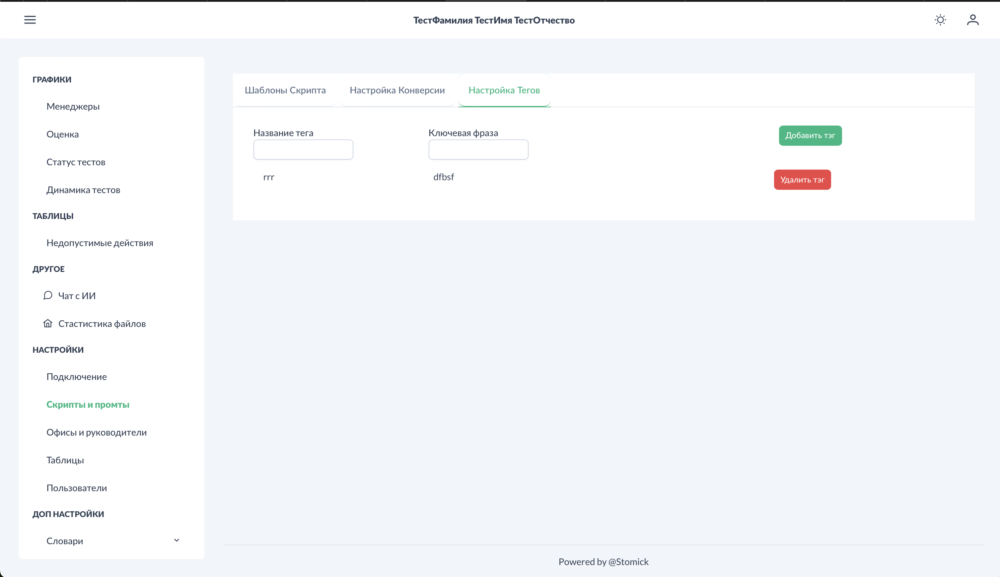 ТестФамилия ТестИмя ТестОтчество
ГРАФИКИ
Менеджеры
Оценка
Статус тестов
Динамика тестов
ТАБЛИЦЫ
Недопустимые действия
ДРУГОЕ
Чат с ИИ
Стастистика файлов
НАСТРОЙКИ
Подключение
Скрипты и промты
Офисы и руководители
Таблицы
Пользователи
ДОП НАСТРОЙКИ
Словари
Шаблоны Скрипта Настройка Конверсии Настройка Тегов
Название тега Ключевая фраза Добавить тэг
rrr dfbsf Удалить тэг
Powered by @Stomick